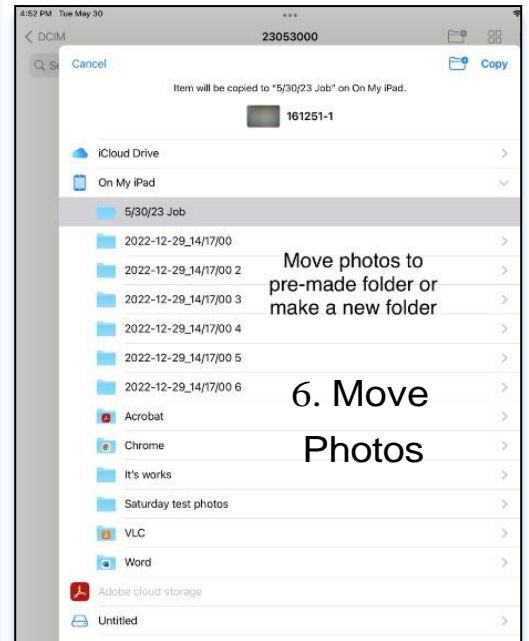 4:52 PM Tue May 30
DCIM
23053000
Cancel
Copy
Item will be copied to "5/30/23 Job" on On My iPad.
161251-1
iCloud Drive
On My iPad
5/30/23 Job
2022-12-29_14/17/00
2022-12-29_14/17/00 2
2022-12-29_14/17/00 3
2022-12-29_14/17/00 4
2022-12-29_14/17/00 5
2022-12-29_14/17/00 6
Move photos to
pre-made folder or
make a new folder
6. Move
Photos
Acrobat
Chrome
It's works
Saturday test photos
VLC
Word
Adobe cloud storage
Untitled